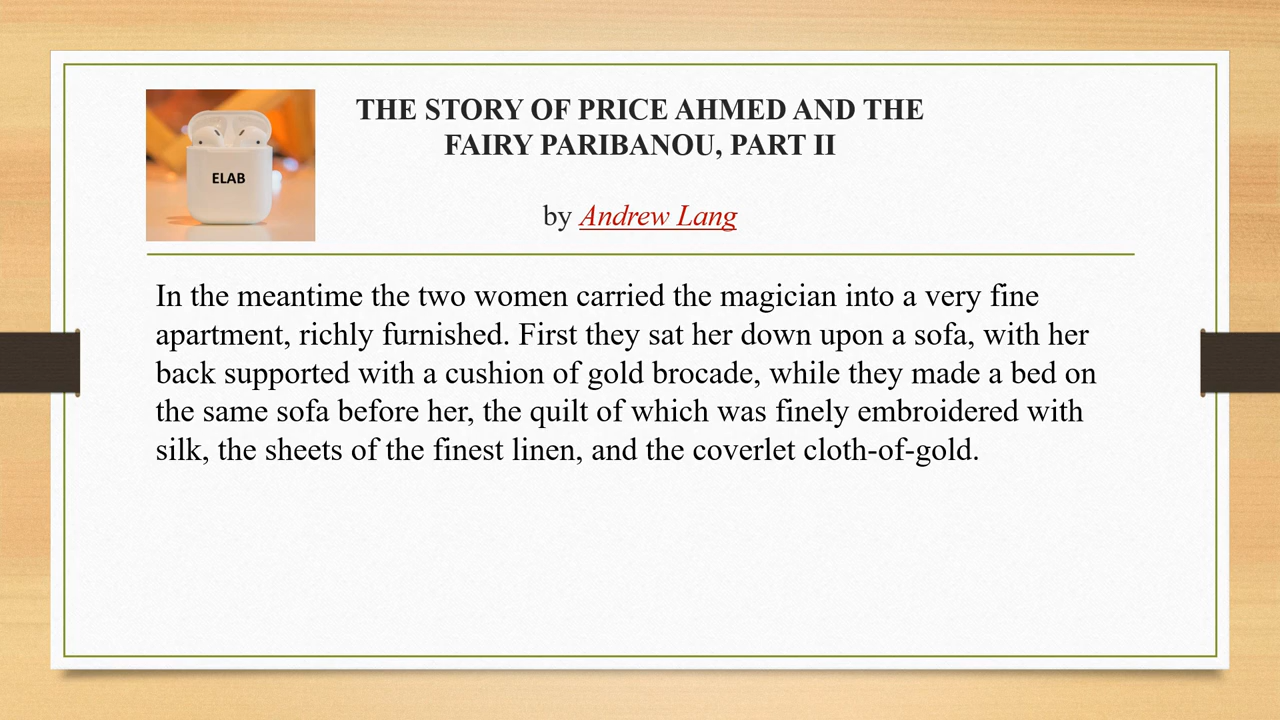 ELAB
THE STORY OF PRICE AHMED AND THE
FAIRY PARIBANOU, PART II
by Andrew Lang
In the meantime the two women carried the magician into a very fine
apartment, richly furnished. First they sat her down upon a sofa, with her
back supported with a cushion of gold brocade, while they made a bed on
the same sofa before her, the quilt of which was finely embroidered with
silk, the sheets of the finest linen, and the coverlet cloth-of-gold.